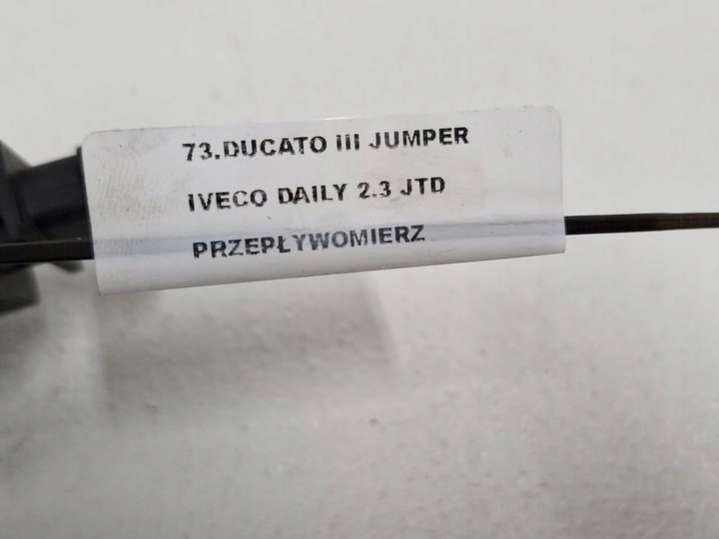 73.DUCATO III JUMPER
IVECO DAILY 2.3 JTD
PRZEPŁYWOMIERZ